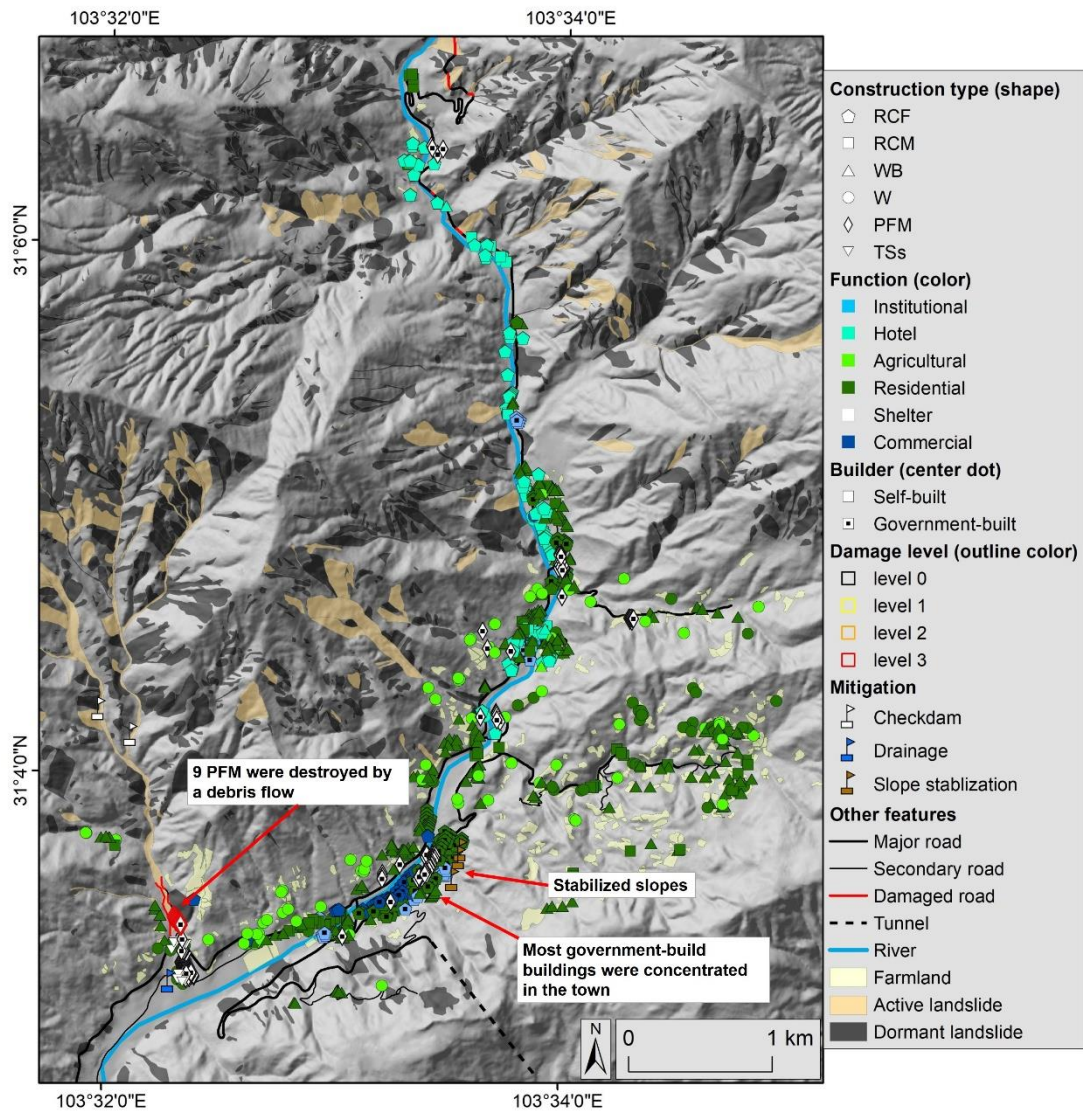 103°32'0"E
103°34'0"E
31°6'0"N
31°4'0"N
9 PFM were destroyed by
a debris flow
Stabilized slopes
Most government-build
buildings were concentrated
in the town
N
0
1 km
103°32'0"E
103°34'0"E
Construction type (shape)
RCF
RCM
WB
W
PFM
TSs
Function (color)
Institutional
Hotel
Agricultural
Residential
Shelter
Commercial
Builder (center dot)
Self-built
Government-built
Damage level (outline color)
level 0
level 1
level 2
level 3
Mitigation
Checkdam
Drainage
Slope stablization
Other features
Major road
Secondary road
Damaged road
Tunnel
River
Farmland
Active landslide
Dormant landslide